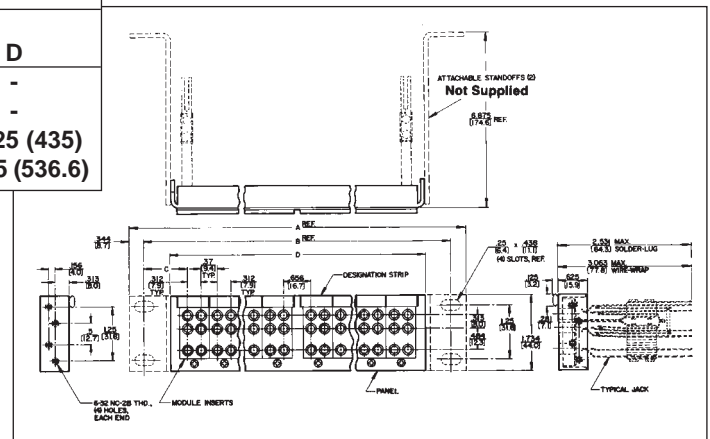 D
-
-
25 (435)
5 (536.6)
ATTACHABLE STANDOFFS (2)
Not Supplied
6.875
(174.6) REF.
A REF.
B REF.
.344
(8.7)
C
D
.312
(7.9)
TYP.
.37
(9.4)
TYP.
.312
(7.9)
TYP.
.656
(16.7)
DESIGNATION STRIP
.25
(6.4)
x
.438
(11.1)
(4) SLOTS, REF.
2.531 MAX.
(64.3) SOLDER-LUG
3.063 MAX.
(77.8) WIRE-WRAP
.156
(4.0)
.313
(8.0)
.5
(12.7)
1.25
(31.8)
.313
(8.0)
.484
(12.3)
1.25
(31.8)
1.734
(44.0)
.125
(3.2)
.625
(15.9)
.281
(7.1)
6-32 NC-2B THD.,
(4) HOLES,
EACH END
MODULE INSERTS
PANEL
TYPICAL JACK